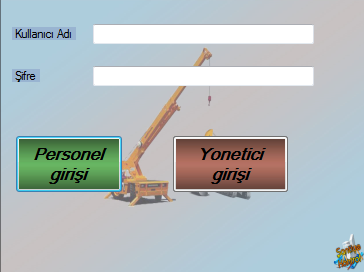 Kullanıcı Adı
Şifre
Personel
girişi
Yonetici
girişi